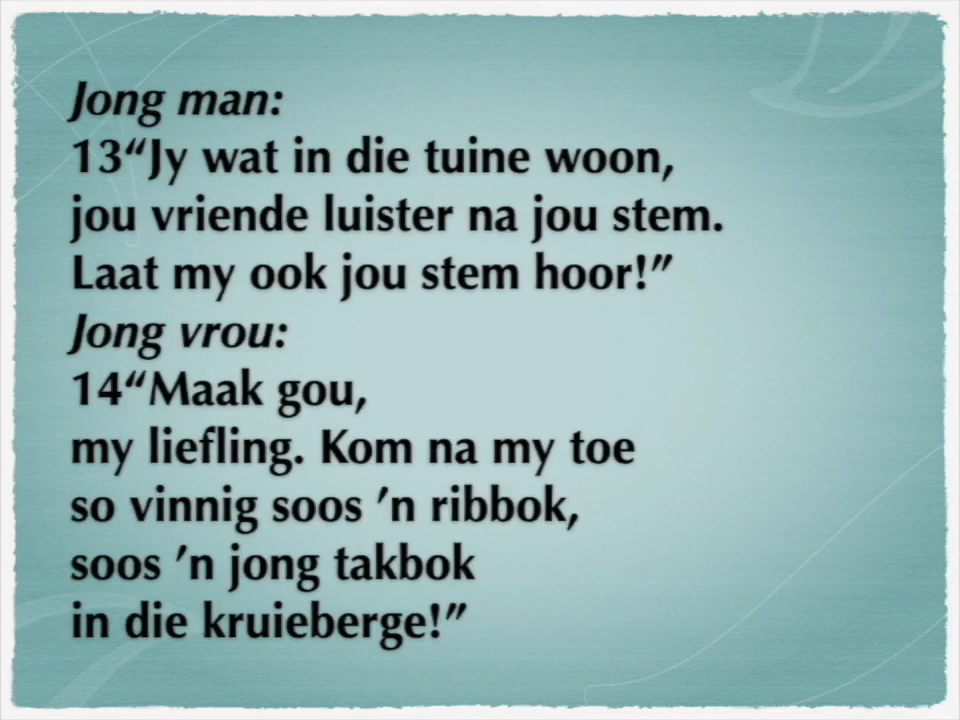 Jong man:
13“Jy wat in die tuine woon,
jou vriende luister na jou stem.
Laat my ook jou stem hoor!”
Jong vrou:
14“Maak gou,
my liefling. Kom na my toe
so vinnig soos ’n ribbok,
soos ’n jong takbok
in die kruieberge!”